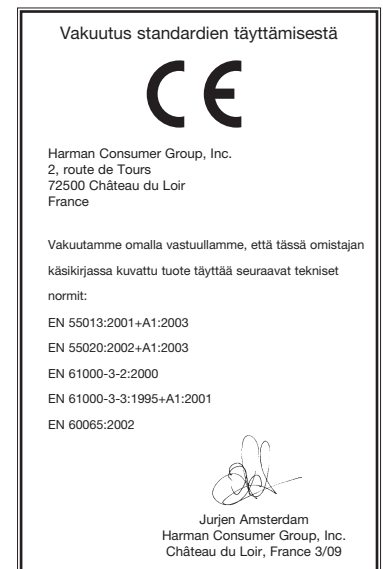 Vakuutus standardien täyttämisestä
CE
Harman Consumer Group, Inc.
2, route de Tours
72500 Château du Loir
France
Vakuutamme omalla vastuullamme, että tässä omistajan
käsikirjassa kuvattu tuote täyttää seuraavat tekniset
normit:
EN 55013:2001+A1:2003
EN 55020:2002+A1:2003
EN 61000-3-2:2000
EN 61000-3-3:1995+A1:2001
EN 60065:2002
Jurjen Amsterdam
Harman Consumer Group, Inc.
Château du Loir, France 3/09